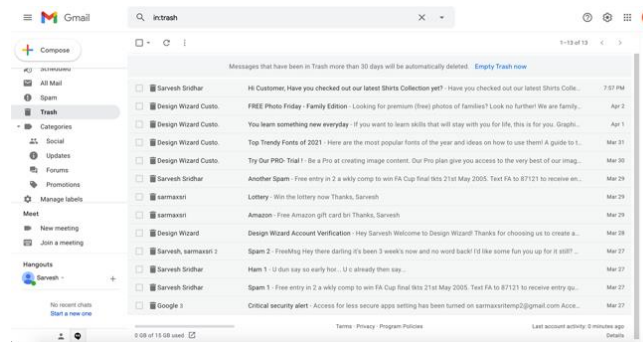 Gmail
in:trash
Compose
1–13 of 13
Scheduled
All Mail
Spam
Trash
Categories
Social
Updates
Forums
Promotions
Manage labels
Meet
New meeting
Join a meeting
Hangouts
Sarvesh
No recent chats
Start a new one
Messages that have been in Trash more than 30 days will be automatically deleted. Empty Trash now
Sarvesh Sridhar Hi Customer, Have you checked out our latest Shirts Collection yet? - Have you checked out our latest Shirts Colle... 7:57 PM
Design Wizard Custo. FREE Photo Friday - Family Edition - Looking for premium (free) photos of families? Look no further! We are family.. Apr 2
Design Wizard Custo. You learn something new everyday - If you want to learn skills that will stay with you for life, this is for you. Graphi... Apr 1
Design Wizard Custo. Top Trendy Fonts of 2021 - Here are the most popular fonts of the year and ideas on how to use them! A guide to t... Mar 31
Design Wizard Custo. Try Our PRO- Trial ! - Be a Pro at creating image content. Our Pro plan give you access to the very best of our imag... Mar 30
Sarvesh Sridhar Another Spam - Free entry in 2 a wkly comp to win FA Cup final tkts 21st May 2005. Text FA to 87121 to receive en... Mar 29
sarmaxsri Lottery - Win the lottery now Thanks, Sarvesh Mar 29
sarmaxsri Amazon - Free Amazon gift card bri Thanks, Sarvesh Mar 29
Design Wizard Design Wizard Account Verification - Hey Sarvesh Welcome to Design Wizard! Thanks for choosing us to create a... Mar 28
Sarvesh, sarmaxsri 2 Spam 2 - FreeMsg Hey there darling it's been 3 week's now and no word back! I'd like some fun you up for it still? ... Mar 27
Sarvesh Sridhar Ham 1 - U dun say so early hor... U c already then say... Mar 27
Sarvesh Sridhar Spam 1 - Free entry in 2 a wkly comp to win FA Cup final tkts 21st May 2005. Text FA to 87121 to receive entry qu... Mar 27
Google 3 Critical security alert - Access for less secure apps setting has been turned on sarmaxsritemp2@gmail.com Acce... Mar 27
0 GB of 15 GB used
Terms · Privacy · Program Policies
Last account activity: 0 minutes ago
Details